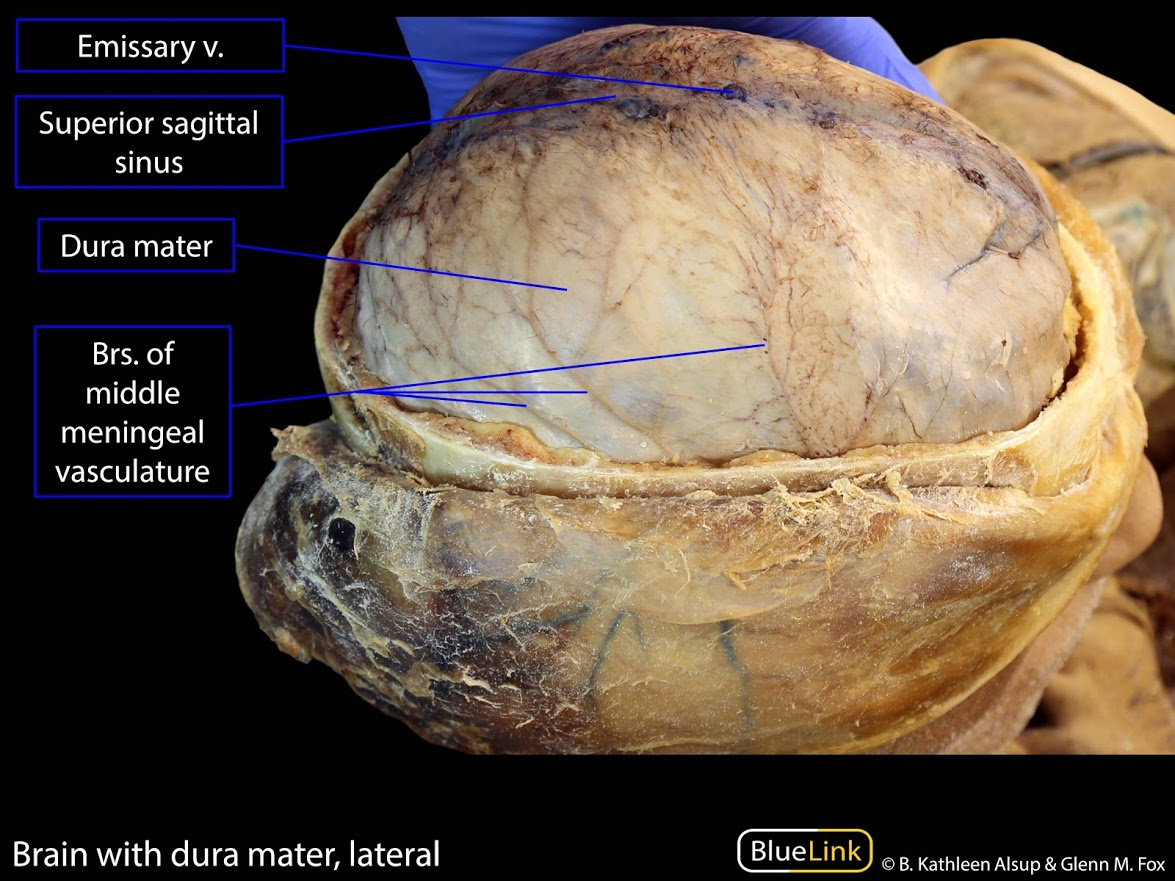 Emissary v.
Superior sagittal
sinus
Dura mater
Brs. of
middle
meningeal
vasculature
Brain with dura mater, lateral
BlueLink
© B. Kathleen Alsup & Glenn M. Fox